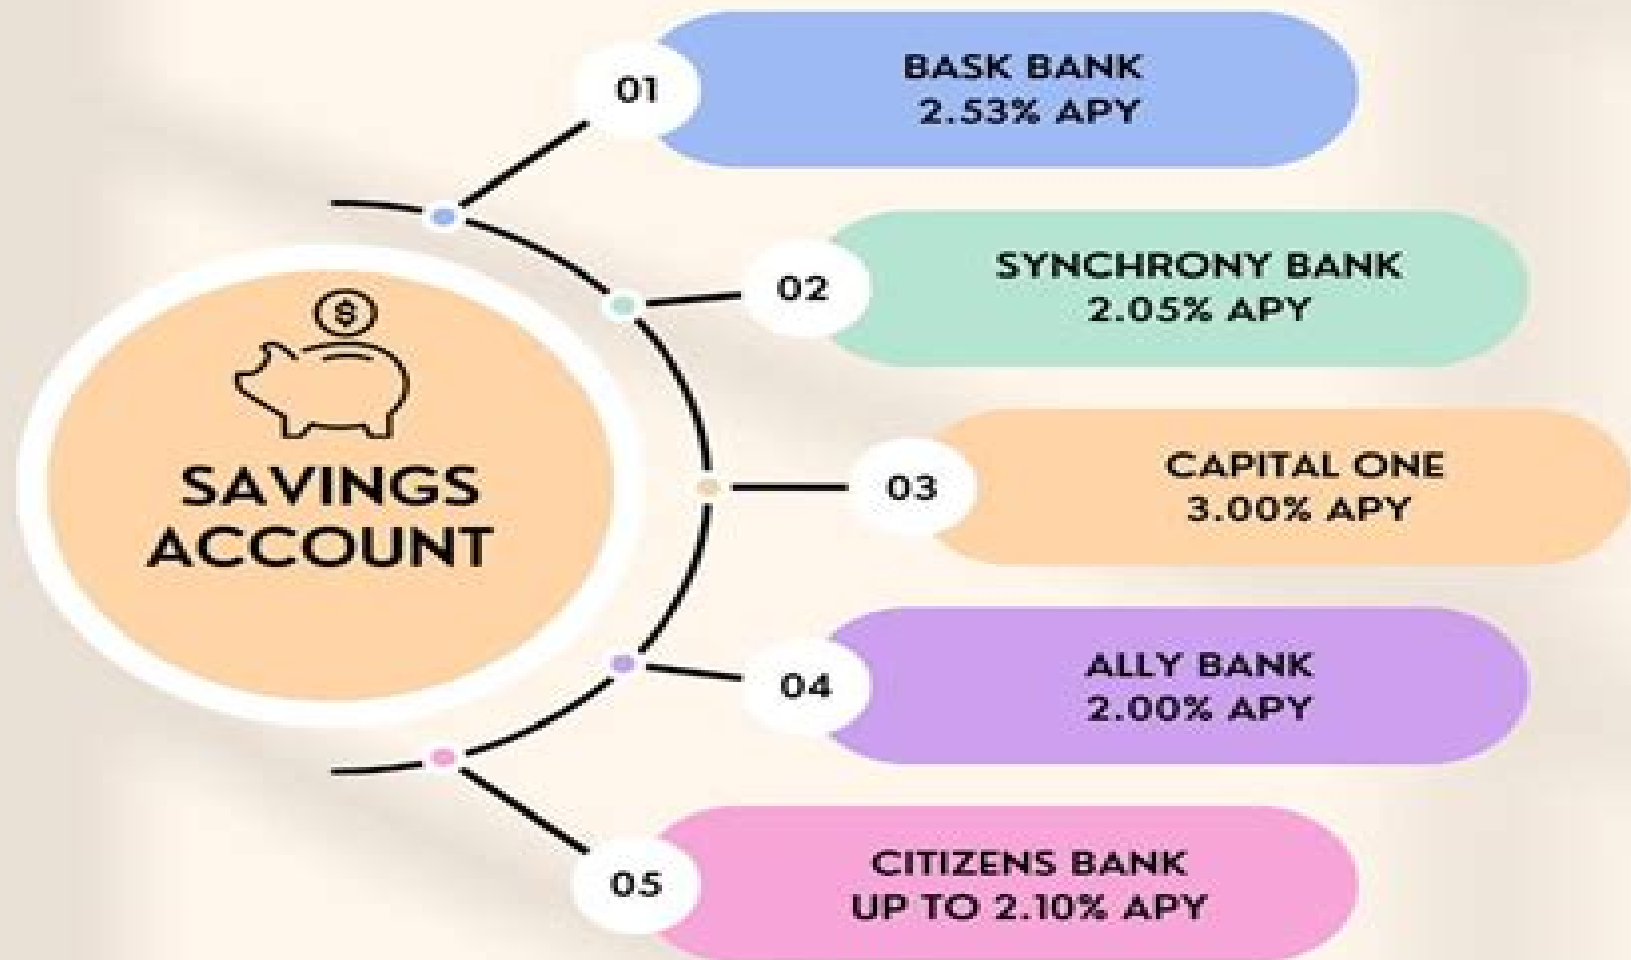 01
BASK BANK
2.53% APY
02
SYNCHRONY BANK
2.05% APY
$
SAVINGS
ACCOUNT
03
CAPITAL ONE
3.00% APY
04
ALLY BANK
2.00% APY
05
CITIZENS BANK
UP TO 2.10% APY